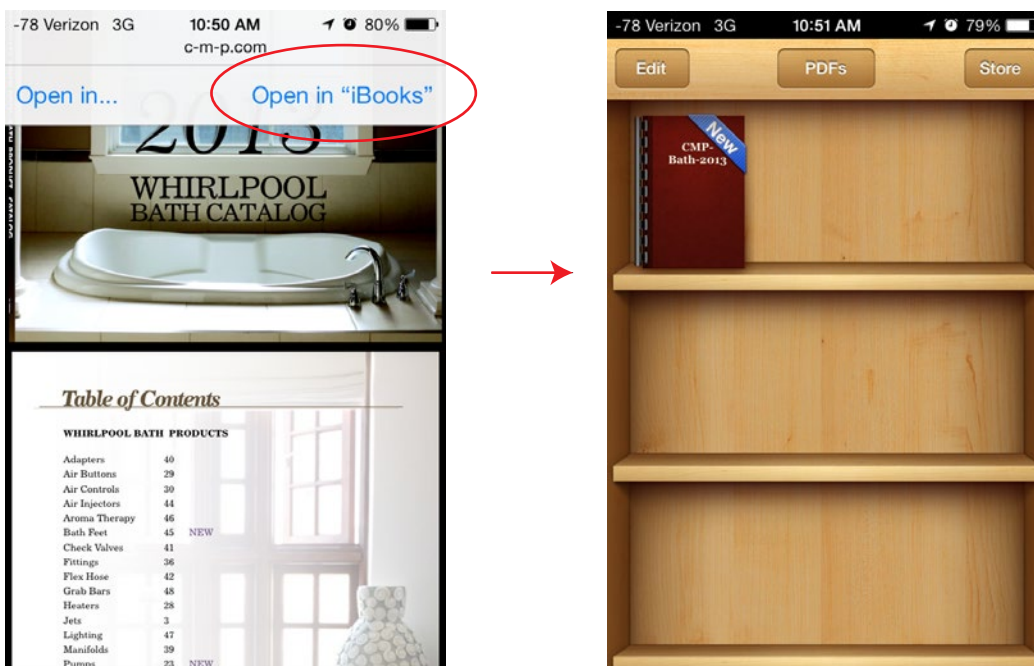 -78 Verizon 3G 10:50 AM 80%
c-m-p.com
Open in... Open in “iBooks”
2013
WHIRLPOOL
BATH CATALOG
Table of Contents
WHIRLPOOL BATH PRODUCTS
Adapters 40
Air Buttons 29
Air Controls 30
Air Injectors 44
Aroma Therapy 46
Bath Feet 45 NEW
Check Valves 41
Fittings 36
Flex Hose 42
Grab Bars 48
Heaters 28
Jets 3
Lighting 47
Manifolds 39
Pumps 23 NEW
-78 Verizon 3G 10:51 AM 79%
Edit PDFs Store
New
CMP-
Bath-2013